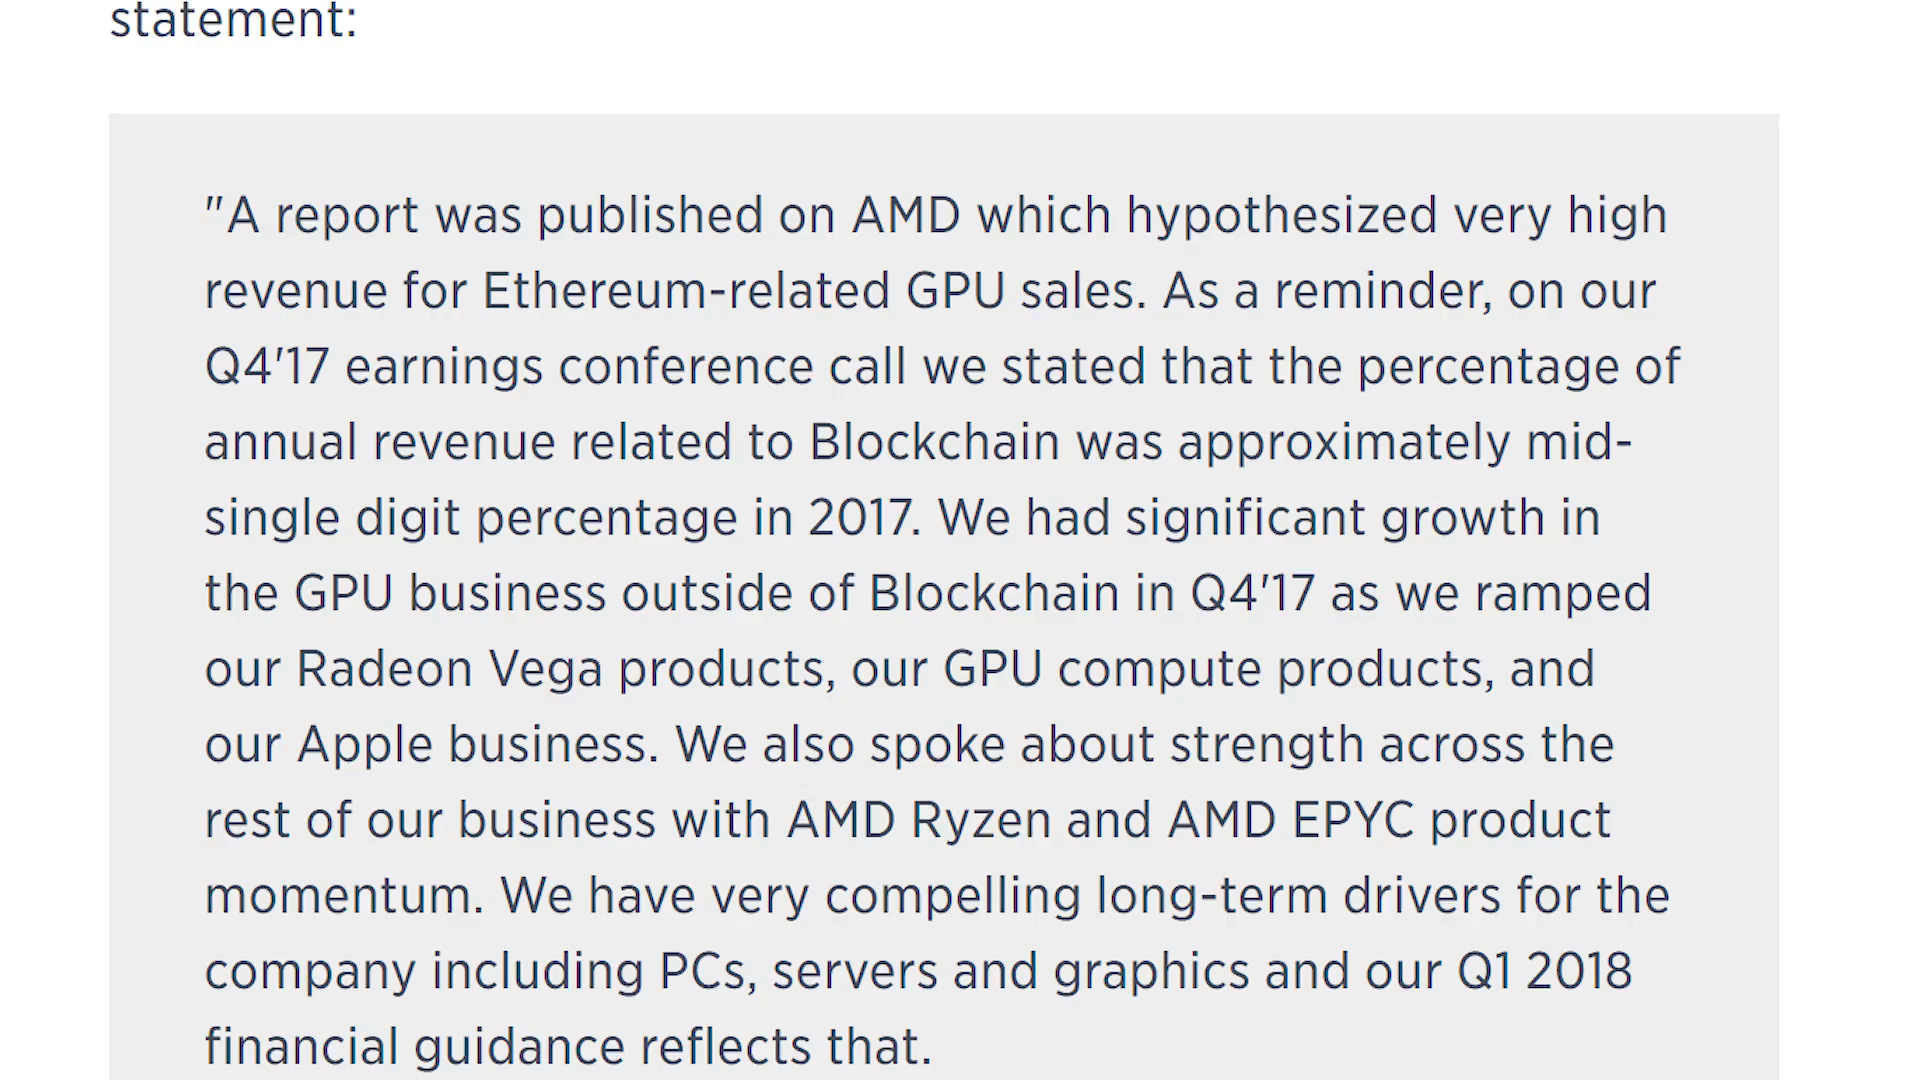 statement:
"A report was published on AMD which hypothesized very high
revenue for Ethereum-related GPU sales. As a reminder, on our
Q4'17 earnings conference call we stated that the percentage of
annual revenue related to Blockchain was approximately mid-
single digit percentage in 2017. We had significant growth in
the GPU business outside of Blockchain in Q4'17 as we ramped
our Radeon Vega products, our GPU compute products, and
our Apple business. We also spoke about strength across the
rest of our business with AMD Ryzen and AMD EPYC product
momentum. We have very compelling long-term drivers for the
company including PCs, servers and graphics and our Q1 2018
financial guidance reflects that.